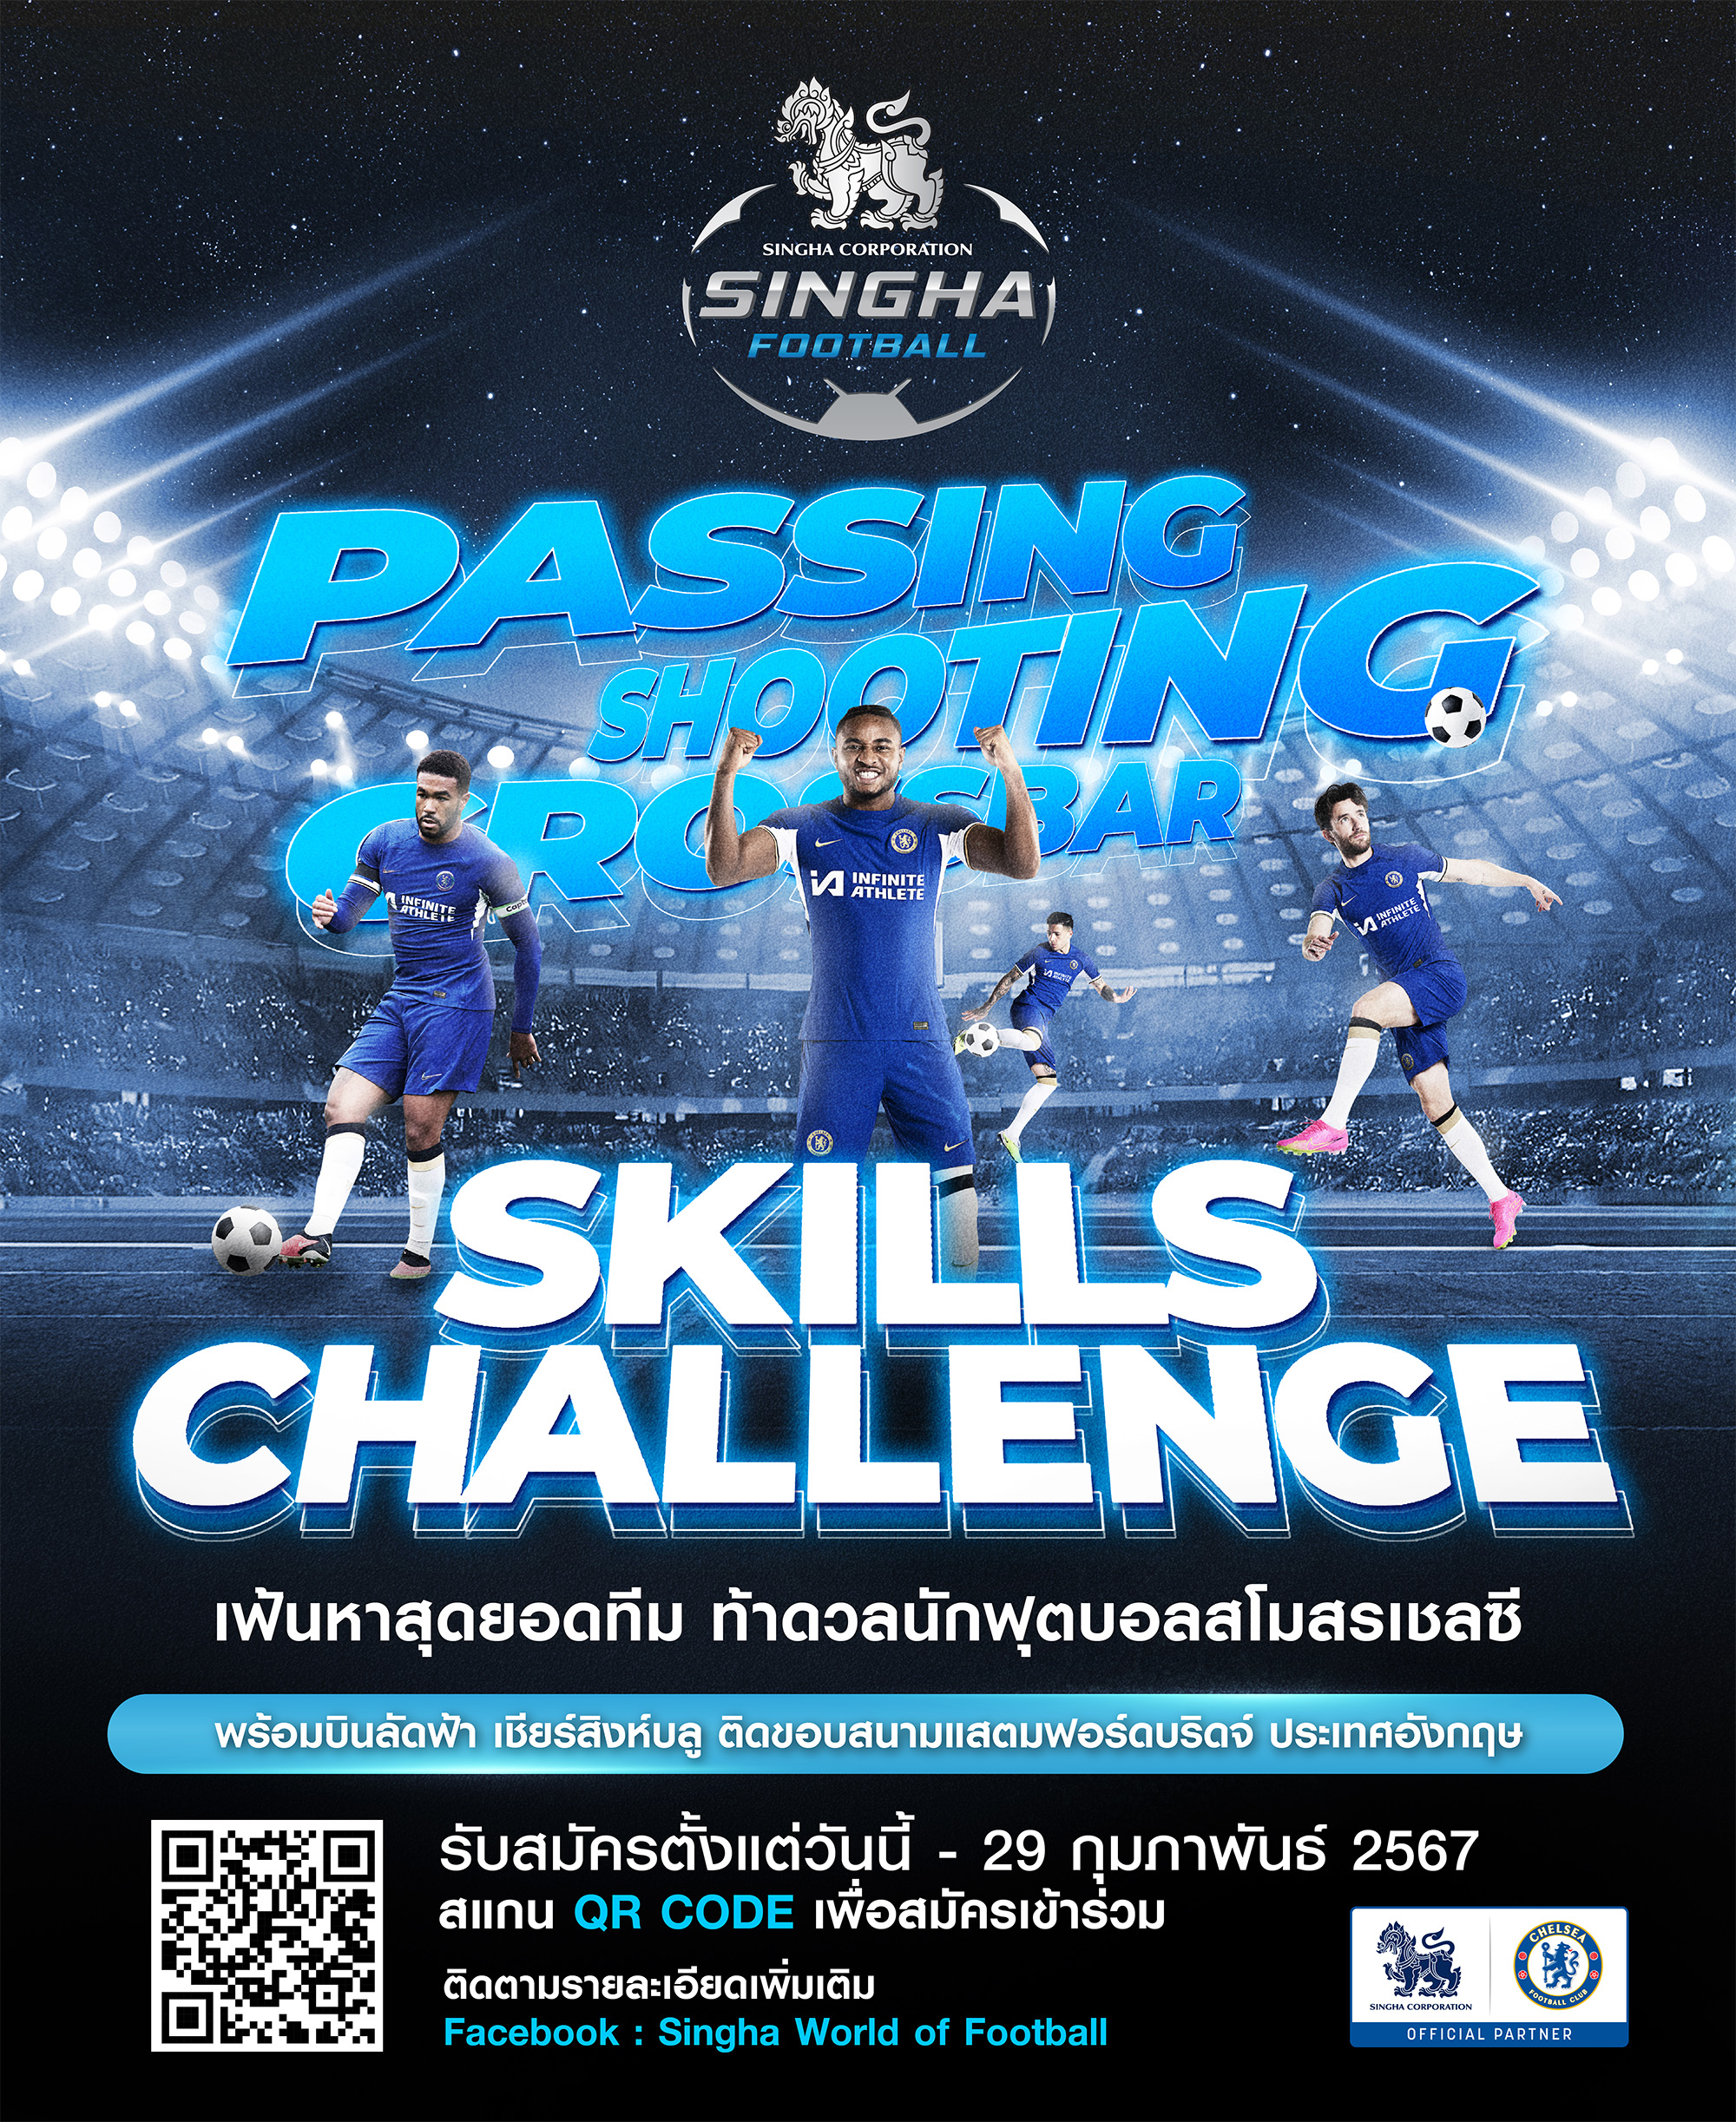 SINGHA CORPORATION
SINGHA
FOOTBALL
PASSING
SHOOTING
CROSSBAR
INFINITE
ATHLETE
INFINITE
ATHLETE
INFINITE
ATHLETE
INFINITE
ATHLETE
SKILLS
CHALLENGE
เฟ้นหาสุดยอดทีม ท้าดวลนักฟุตบอลสโมสรเชลซี
พร้อมบินลัดฟ้า เชียร์สิงห์บลู ติดขอบสนามแสตมฟอร์ดบริดจ์ ประเทศอังกฤษ
รับสมัครตั้งแต่วันนี้ - 29 กุมภาพันธ์ 2567
สแกน QR CODE เพื่อสมัครเข้าร่วม
ติดตามรายละเอียดเพิ่มเติม
Facebook : Singha World of Football
SINGHA CORPORATION
CHELSEA
FOOTBALL CLUB
OFFICIAL PARTNER